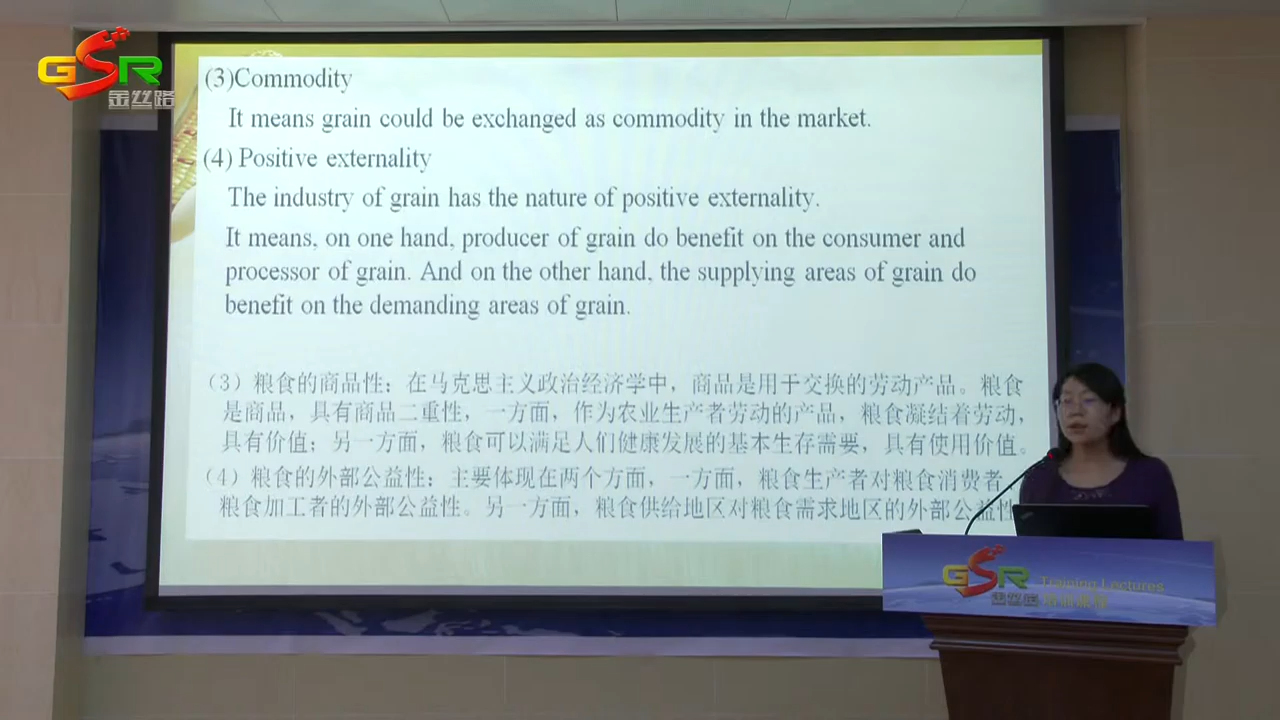 GSR
金丝路
(3)Commodity
It means grain could be exchanged as commodity in the market.
(4) Positive externality
The industry of grain has the nature of positive externality.
It means, on one hand, producer of grain do benefit on the consumer and
processor of grain. And on the other hand, the supplying areas of grain do
benefit on the demanding areas of grain.
（3）粮食的商品性：在马克思主义政治经济学中，商品是用于交换的劳动产品。粮食
是商品，具有商品二重性，一方面，作为农业生产者劳动的产品，粮食凝结着劳动，
具有价值；另一方面，粮食可以满足人们健康发展的基本生存需要，具有使用价值。
（4）粮食的外部公益性：主要体现在两个方面，一方面，粮食生产者对粮食消费者、
粮食加工者的外部公益性。另一方面，粮食供给地区对粮食需求地区的外部公益性
GSR Training Lectures
金丝路